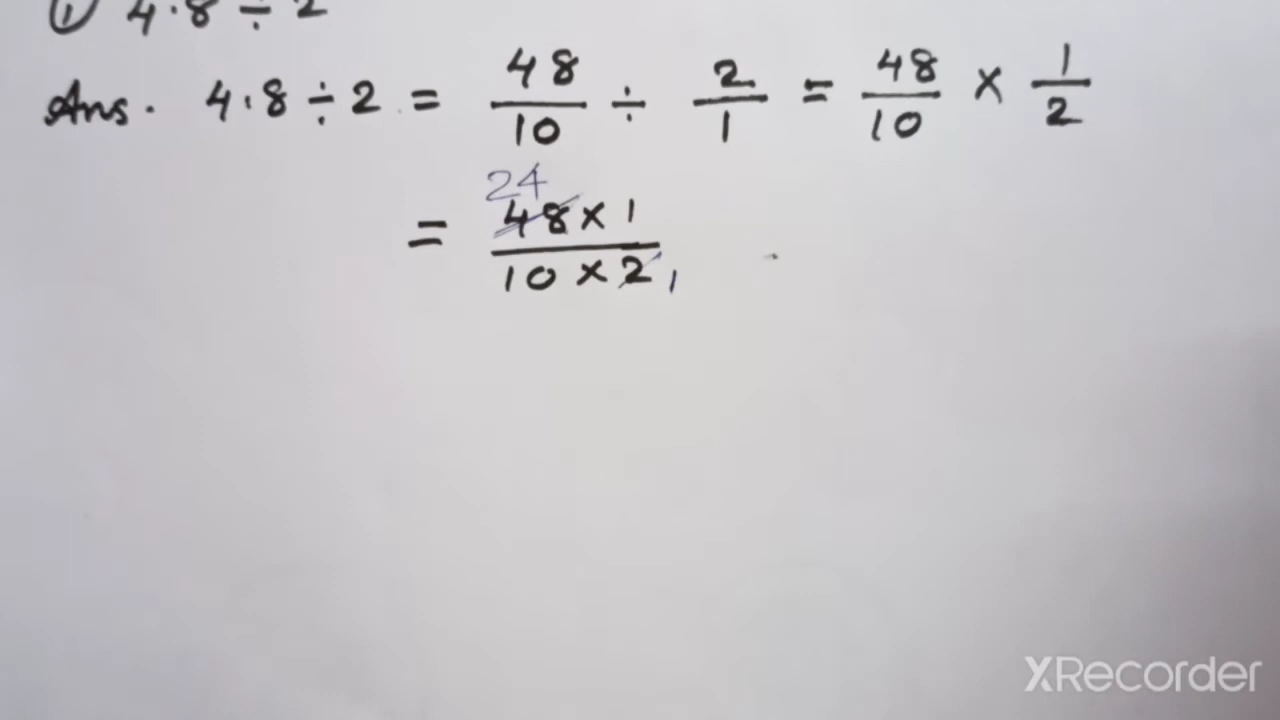 ① 4.8 ÷ 2
Ans. 4.8 ÷ 2 = 48/10 ÷ 2/1 = 48/10 × 1/2
24
= 48 × 1 / 10 × 2 1
XRecorder